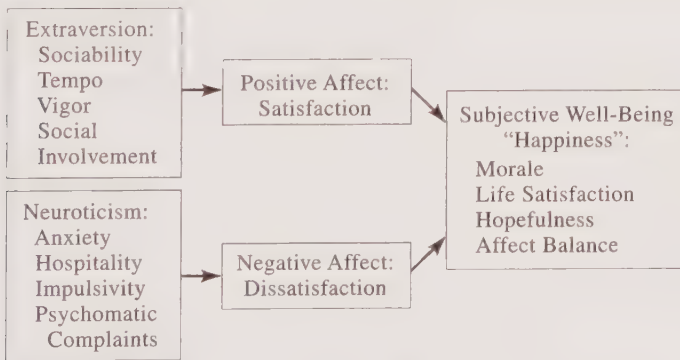 Extraversion:
Sociability
Tempo
Vigor
Social
Involvement
Positive Affect:
Satisfaction
Subjective Well-Being
“Happiness”:
Morale
Life Satisfaction
Hopefulness
Affect Balance
Neuroticism:
Anxiety
Hospitality
Impulsivity
Psychomatic
Complaints
Negative Affect:
Dissatisfaction